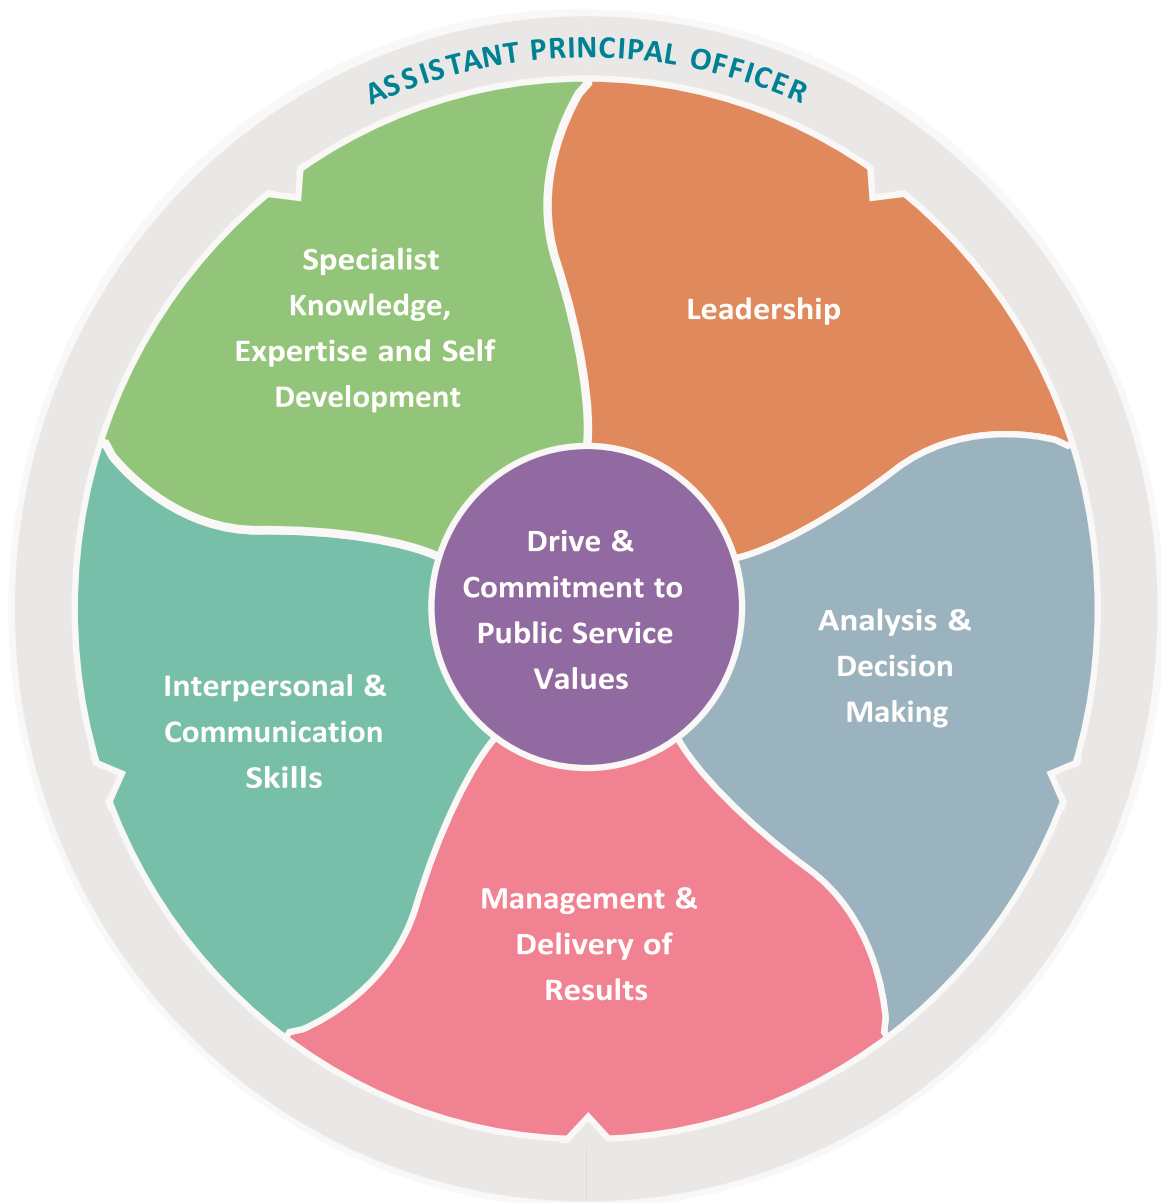 ASSISTANT PRINCIPAL OFFICER
Specialist
Knowledge,
Expertise and Self
Development
Leadership
Drive &
Commitment to
Public Service
Values
Analysis &
Decision
Making
Interpersonal &
Communication
Skills
Management &
Delivery of
Results